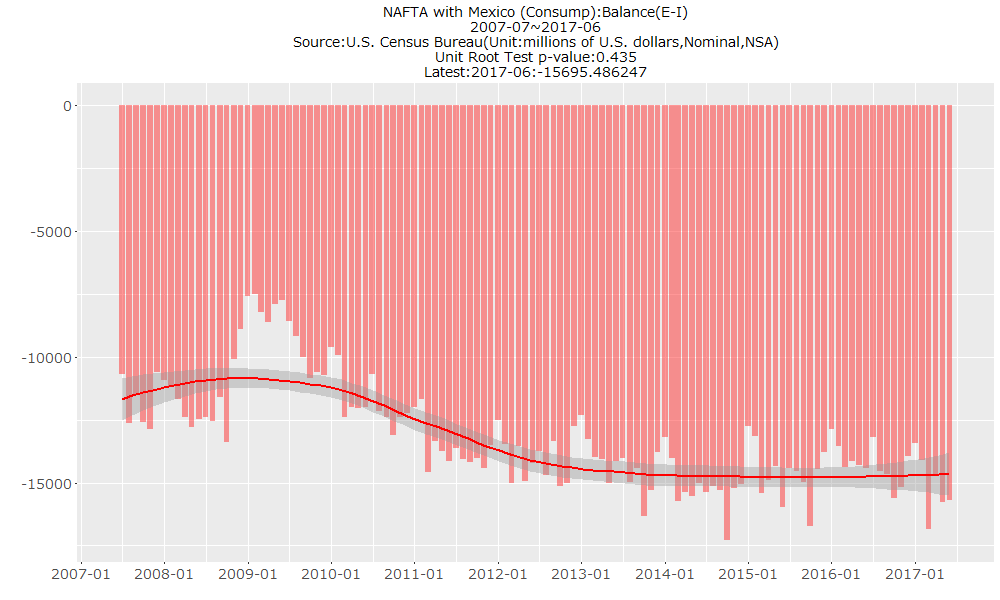 NAFTA with Mexico (Consump):Balance(E-I)
2007-07~2017-06
Source:U.S. Census Bureau(Unit:millions of U.S. dollars,Nominal,NSA)
Unit Root Test p-value:0.435
Latest:2017-06:-15695.486247
0
-5000
-10000
-15000
2007-01 2008-01 2009-01 2010-01 2011-01 2012-01 2013-01 2014-01 2015-01 2016-01 2017-01